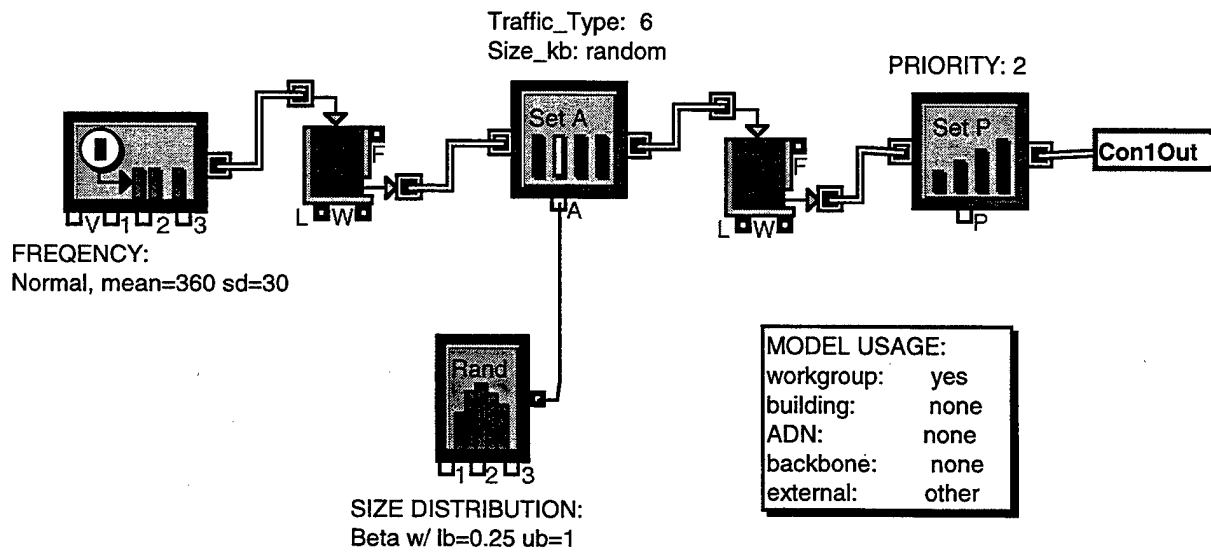 Traffic_Type: 6
Size_kb: random
PRIORITY: 2
Set A
Set P
F
F
Con1Out
V 1 2 3
L W
A
L W
P
FREQENCY:
Normal, mean=360 sd=30
Rand
1 2 3
SIZE DISTRIBUTION:
Beta w/ lb=0.25 ub=1
MODEL USAGE:
workgroup: yes
building: none
ADN: none
backbone: none
external: other